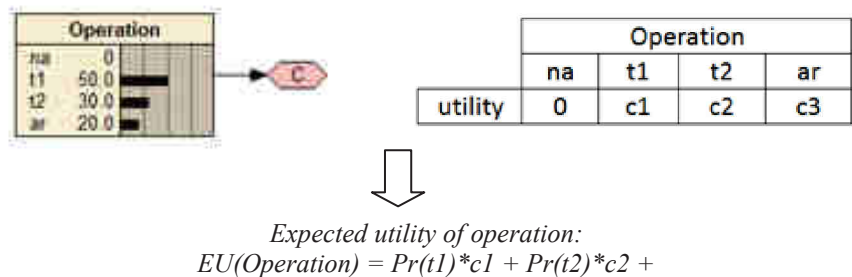 Operation
na 0
t1 50.0
t2 30.0
ar 20.0
C
Operation
na t1 t2 ar
utility 0 c1 c2 c3
Expected utility of operation:
EU(Operation) = Pr(t1)*c1 + Pr(t2)*c2 +